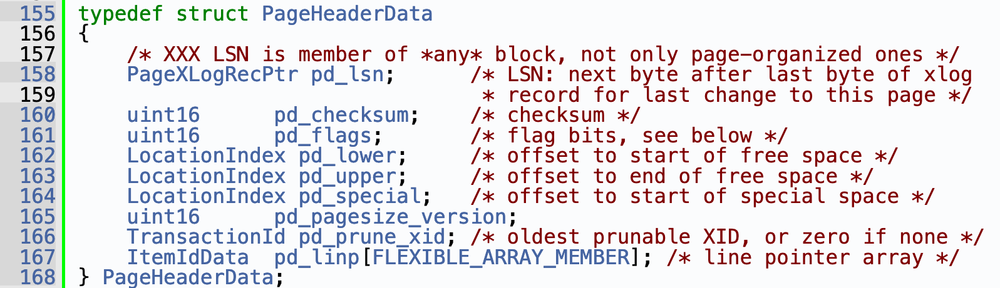 155 typedef struct PageHeaderData
156 {
157     /* XXX LSN is member of *any* block, not only page-organized ones */
158     PageXLogRecPtr pd_lsn;      /* LSN: next byte after last byte of xlog
159                                  * record for last change to this page */
160     uint16      pd_checksum;    /* checksum */
161     uint16      pd_flags;       /* flag bits, see below */
162     LocationIndex pd_lower;     /* offset to start of free space */
163     LocationIndex pd_upper;     /* offset to end of free space */
164     LocationIndex pd_special;   /* offset to start of special space */
165     uint16      pd_pagesize_version;
166     TransactionId pd_prune_xid; /* oldest prunable XID, or zero if none */
167     ItemIdData  pd_linp[FLEXIBLE_ARRAY_MEMBER]; /* line pointer array */
168 } PageHeaderData;